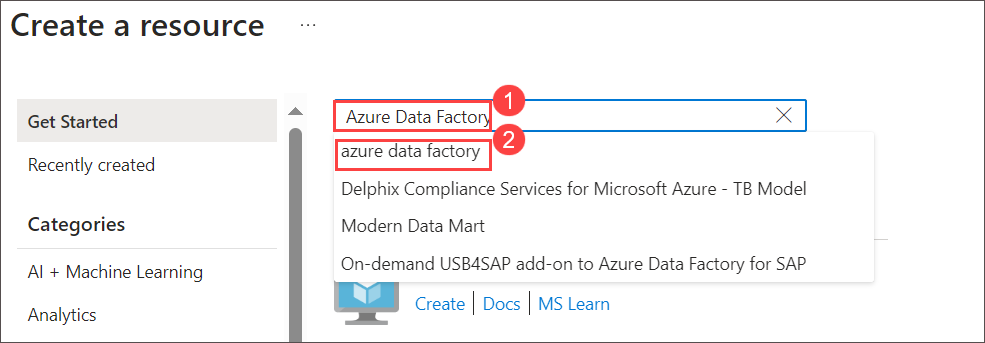 Create a resource ...
Get Started
Recently created
Categories
AI + Machine Learning
Analytics
Azure Data Factory 1
azure data factory 2
Delphix Compliance Services for Microsoft Azure - TB Model
Modern Data Mart
On-demand USB4SAP add-on to Azure Data Factory for SAP
Create | Docs | MS Learn